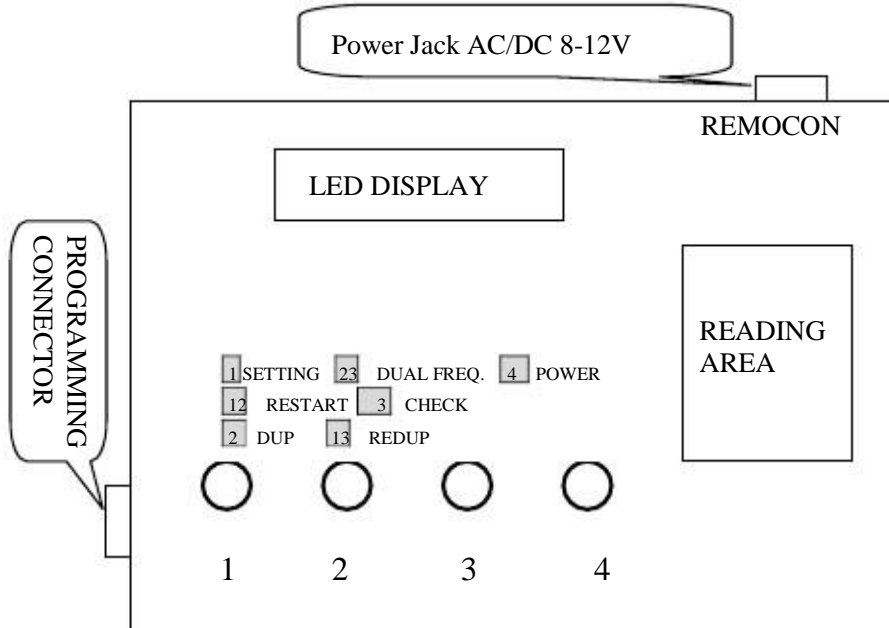 Power Jack AC/DC 8-12V
REMOCON
LED DISPLAY
PROGRAMMING
CONNECTOR
READING
AREA
1 SETTING 23 DUAL FREQ. 4 POWER
12 RESTART 3 CHECK
2 DUP 13 REDUP
1 2 3 4